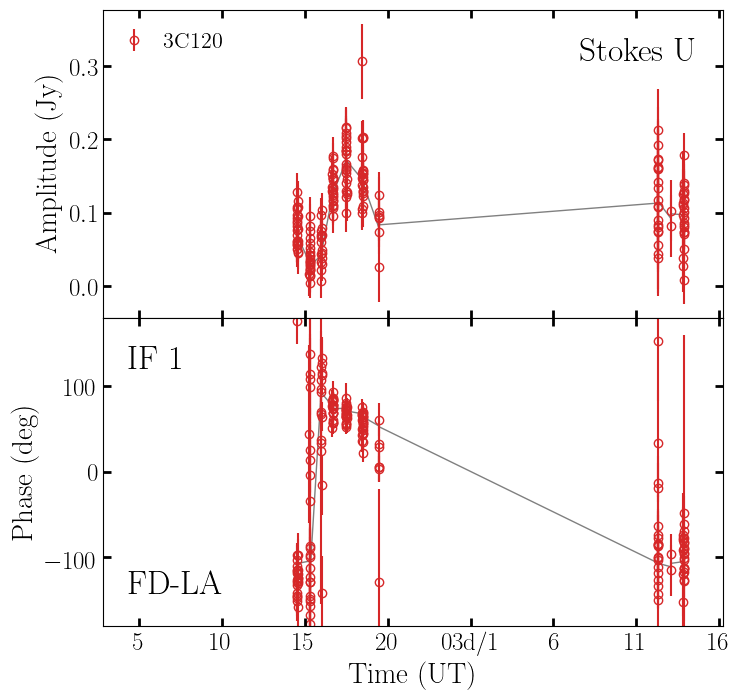 3C120
Stokes U
Amplitude (Jy)
0.3
0.2
0.1
0.0
IF 1
FD-LA
Phase (deg)
100
0
−100
5 10 15 20 03d/1 6 11 16
Time (UT)